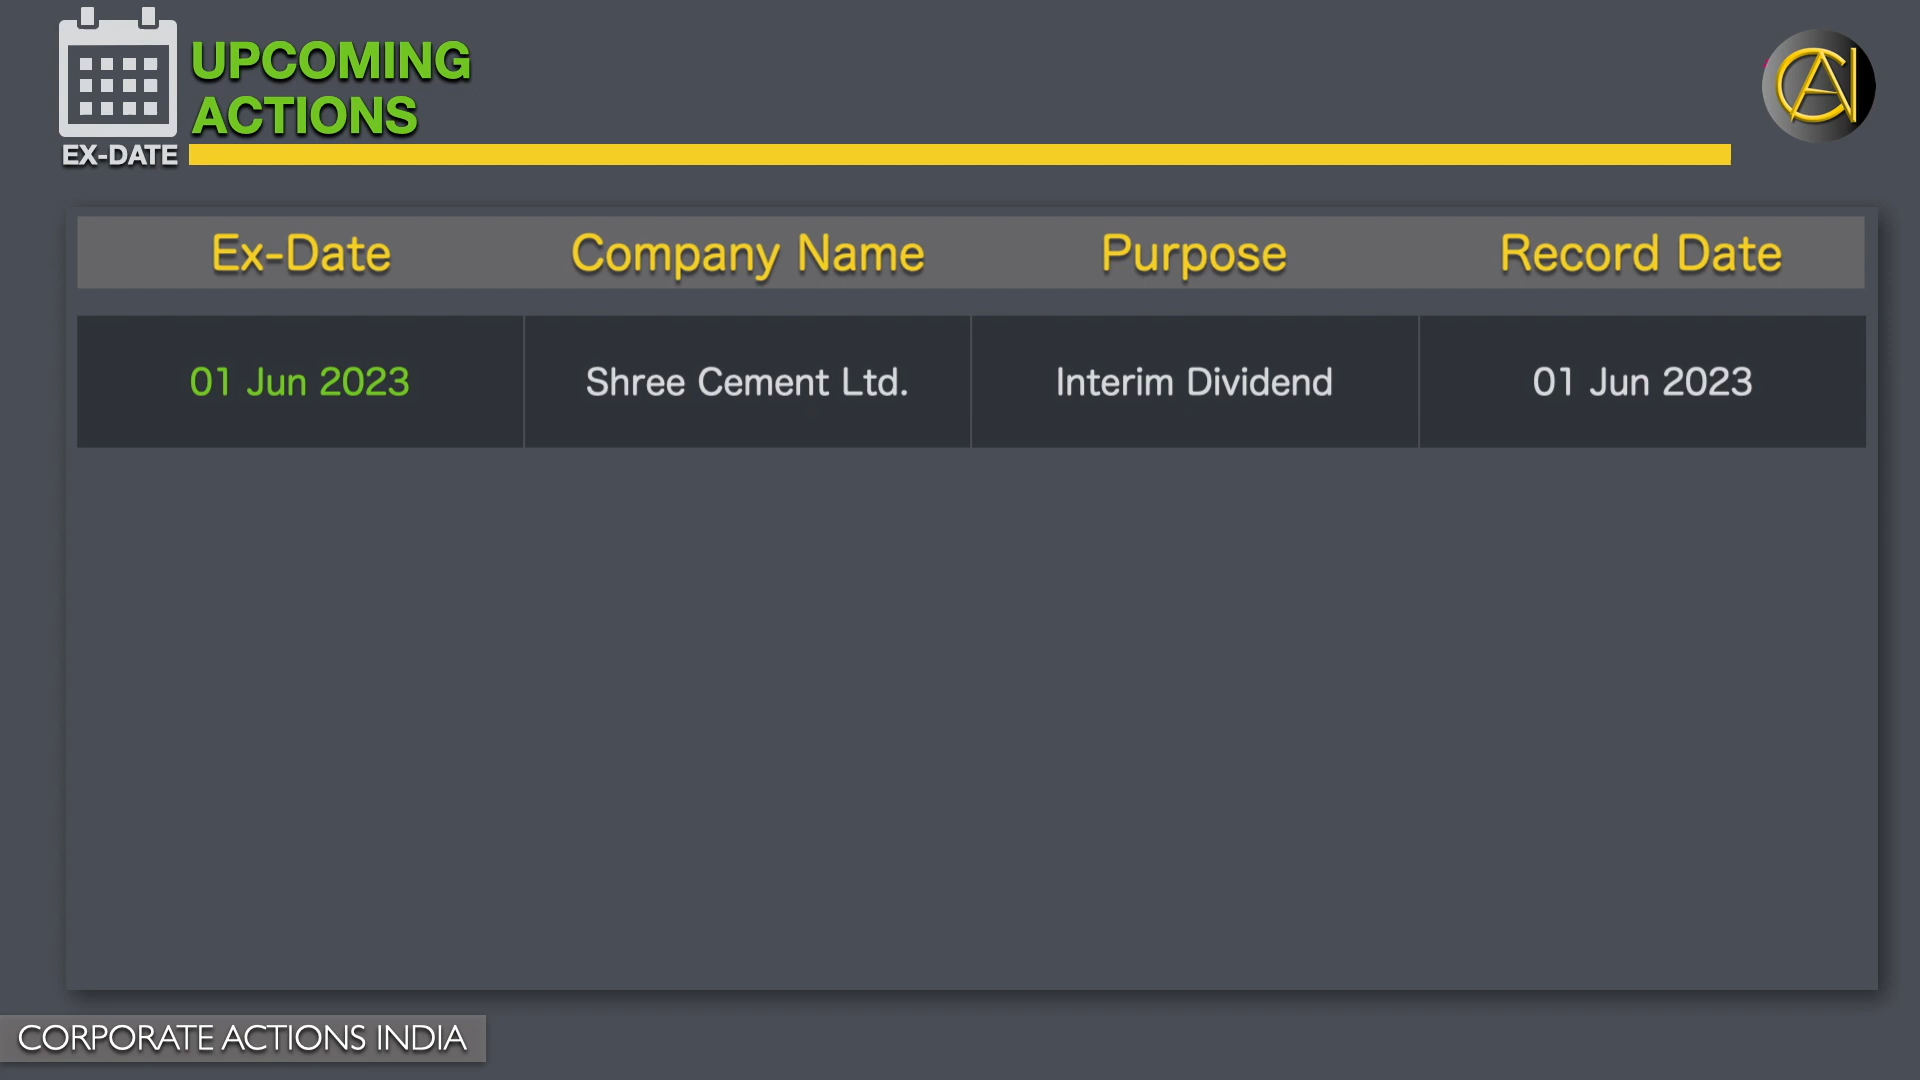 UPCOMING
ACTIONS
EX-DATE
CAI
Ex-Date Company Name Purpose Record Date
01 Jun 2023 Shree Cement Ltd. Interim Dividend 01 Jun 2023
CORPORATE ACTIONS INDIA